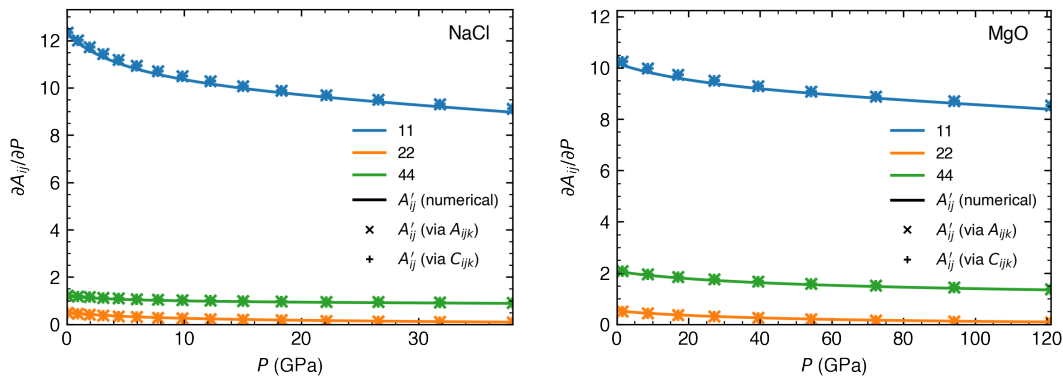 NaCl
12
10
8
6
4
2
0
∂A_ij/∂P
11
22
44
A′_ij (numerical)
A′_ij (via A_ijk)
A′_ij (via C_ijk)
0 10 20 30
P (GPa)
MgO
12
10
8
6
4
2
0
∂A_ij/∂P
11
22
44
A′_ij (numerical)
A′_ij (via A_ijk)
A′_ij (via C_ijk)
0 20 40 60 80 100 120
P (GPa)